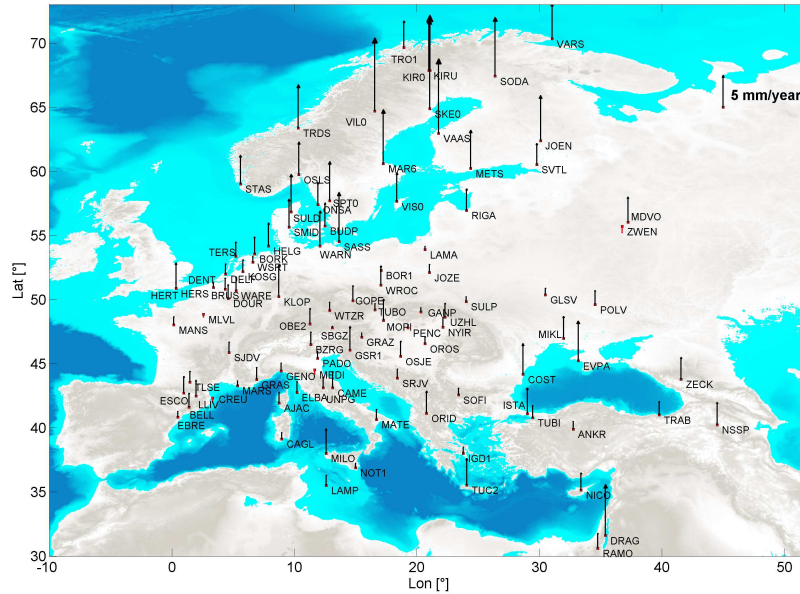 70
VARS
TRO1
KIR0 KIRU
SODA
5 mm/year
65
VIL0
SKE0
TRDS
VAAS
JOEN
60
MAR6
METS
SVTL
STAS
OSLS
SPT0
ONSA
VIS0
RIGA
SULD
SMID
BUDP
MDVO
ZWEN
55
TERS
HELG
WARN
SASS
BORK
LAMA
WSRT
KOSG
DENT
DELF
BOR1
JOZE
HERT
HERS
BRUS
WARE
WROC
50
DOUR
KLOP
GOPE
GLSV
MANS
MLVL
WTZR
TUBO
GANP
SULP
POLV
OBE2
SBGZ
MOPI
PENC
UZHL
NYIR
MIKL
SJDV
BZRG
GRAZ
OROS
45
PADO
GSR1
OSJE
EVPA
TLSE
GRAS
GENO
MEDI
SRJV
COST
ZECK
ESCO
LLIV
CREU
MARS
ELBA
UNPG
CAME
SOFI
BELL
AJAC
ISTA
EBRE
MATE
ORID
TUBI
TRAB
NSSP
40
CAGL
ANKR
MILO
IGD1
NOT1
35
LAMP
TUC2
NICO
DRAG
30
RAMO
-10
0
10
20
30
40
50
Lon [°]
Lat [°]